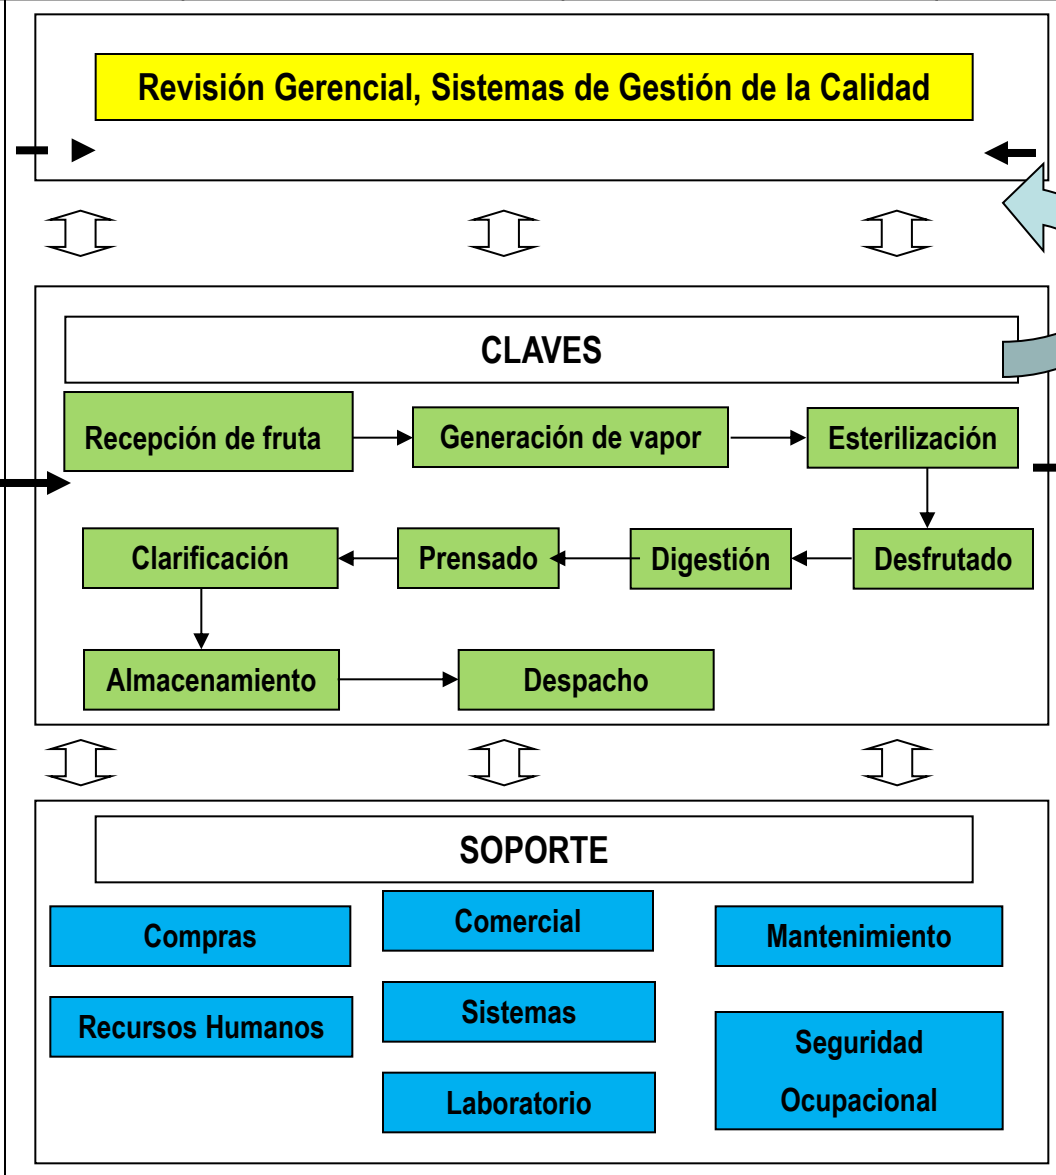 Revisión Gerencial, Sistemas de Gestión de la Calidad
CLAVES
Recepción de fruta
Generación de vapor
Esterilización
Clarificación
Prensado
Digestión
Desfrutado
Almacenamiento
Despacho
SOPORTE
Compras
Comercial
Mantenimiento
Recursos Humanos
Sistemas
Seguridad
Ocupacional
Laboratorio